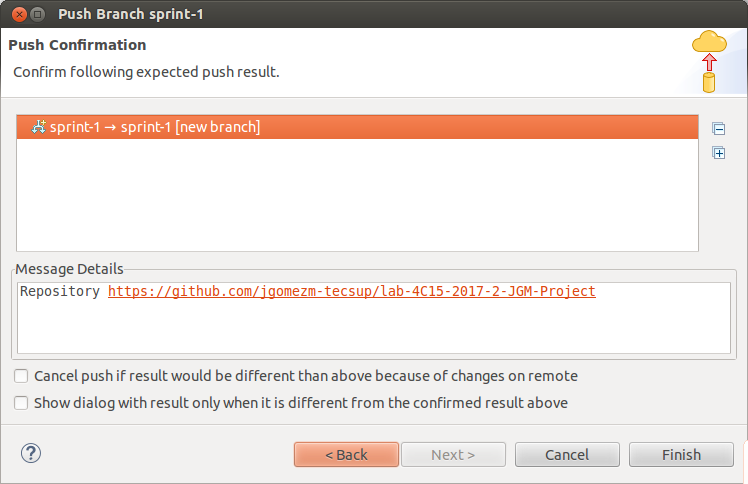 Push Branch sprint-1
Push Confirmation
Confirm following expected push result.
sprint-1 → sprint-1 [new branch]
Message Details
Repository https://github.com/jgomezm-tecsup/lab-4C15-2017-2-JGM-Project
Cancel push if result would be different than above because of changes on remote
Show dialog with result only when it is different from the confirmed result above
? < Back Next > Cancel Finish